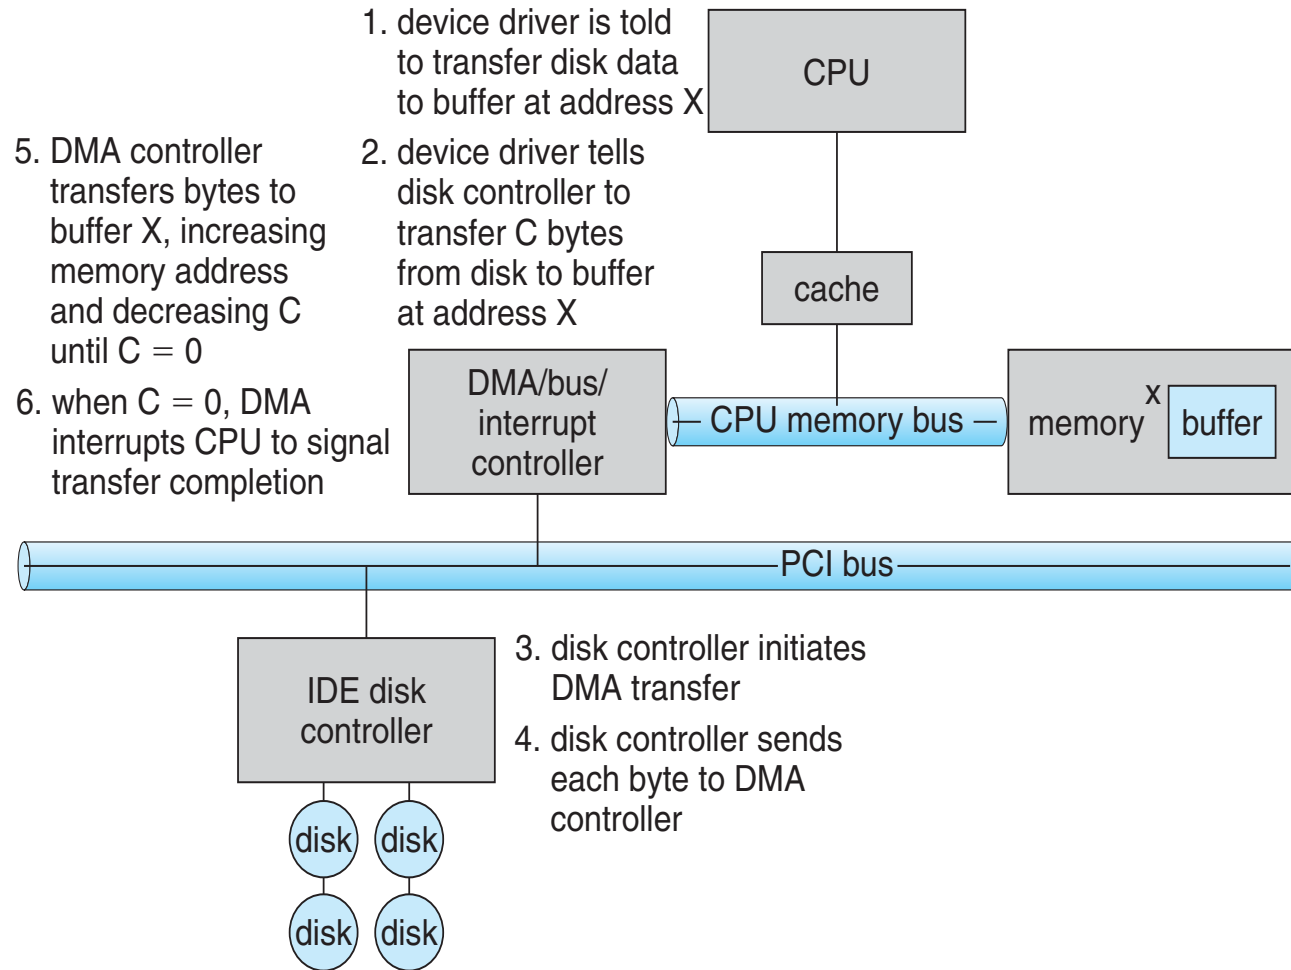 1. device driver is told
to transfer disk data
to buffer at address X
CPU
5. DMA controller
transfers bytes to
buffer X, increasing
memory address
and decreasing C
until C = 0
2. device driver tells
disk controller to
transfer C bytes
from disk to buffer
at address X
cache
6. when C = 0, DMA
interrupts CPU to signal
transfer completion
DMA/bus/
interrupt
controller
CPU memory bus
memory
x
buffer
PCI bus
IDE disk
controller
3. disk controller initiates
DMA transfer
4. disk controller sends
each byte to DMA
controller
disk
disk
disk
disk